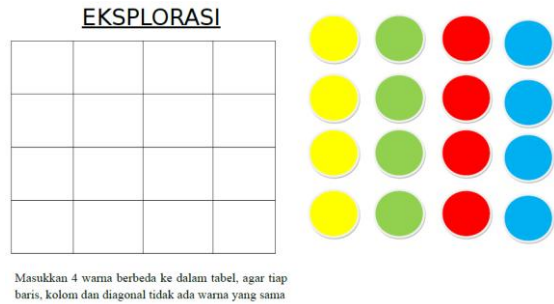 EKSPLORASI
Masukkan 4 warna berbeda ke dalam tabel, agar tiap
baris, kolom dan diagonal tidak ada warna yang sama